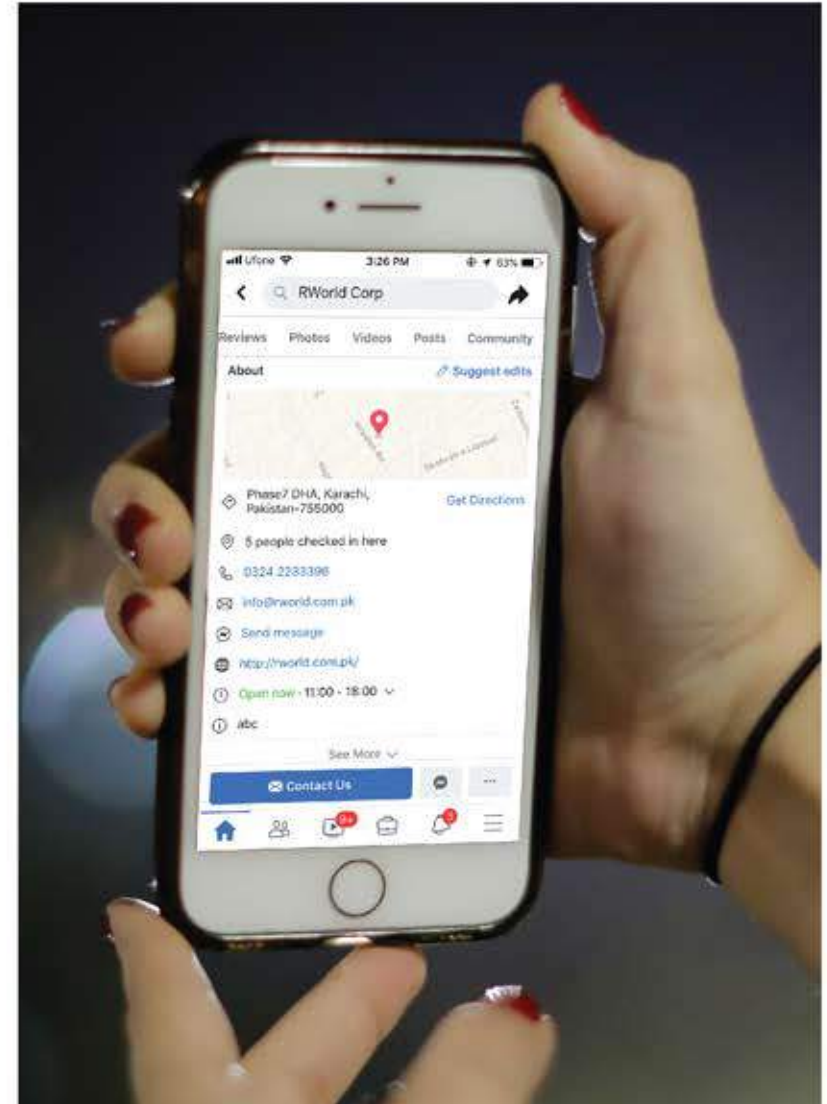 Ufone 3:26 PM 63%
RWorld Corp
Reviews Photos Videos Posts Community
About Suggest edits
Phase7 DHA, Karachi,
Pakistan-755000
Get Directions
5 people checked in here
0324 2233396
info@rworld.com.pk
Send message
http://rworld.com.pk/
Open now · 11:00 - 18:00
abc
See More
Contact Us
9+ 3